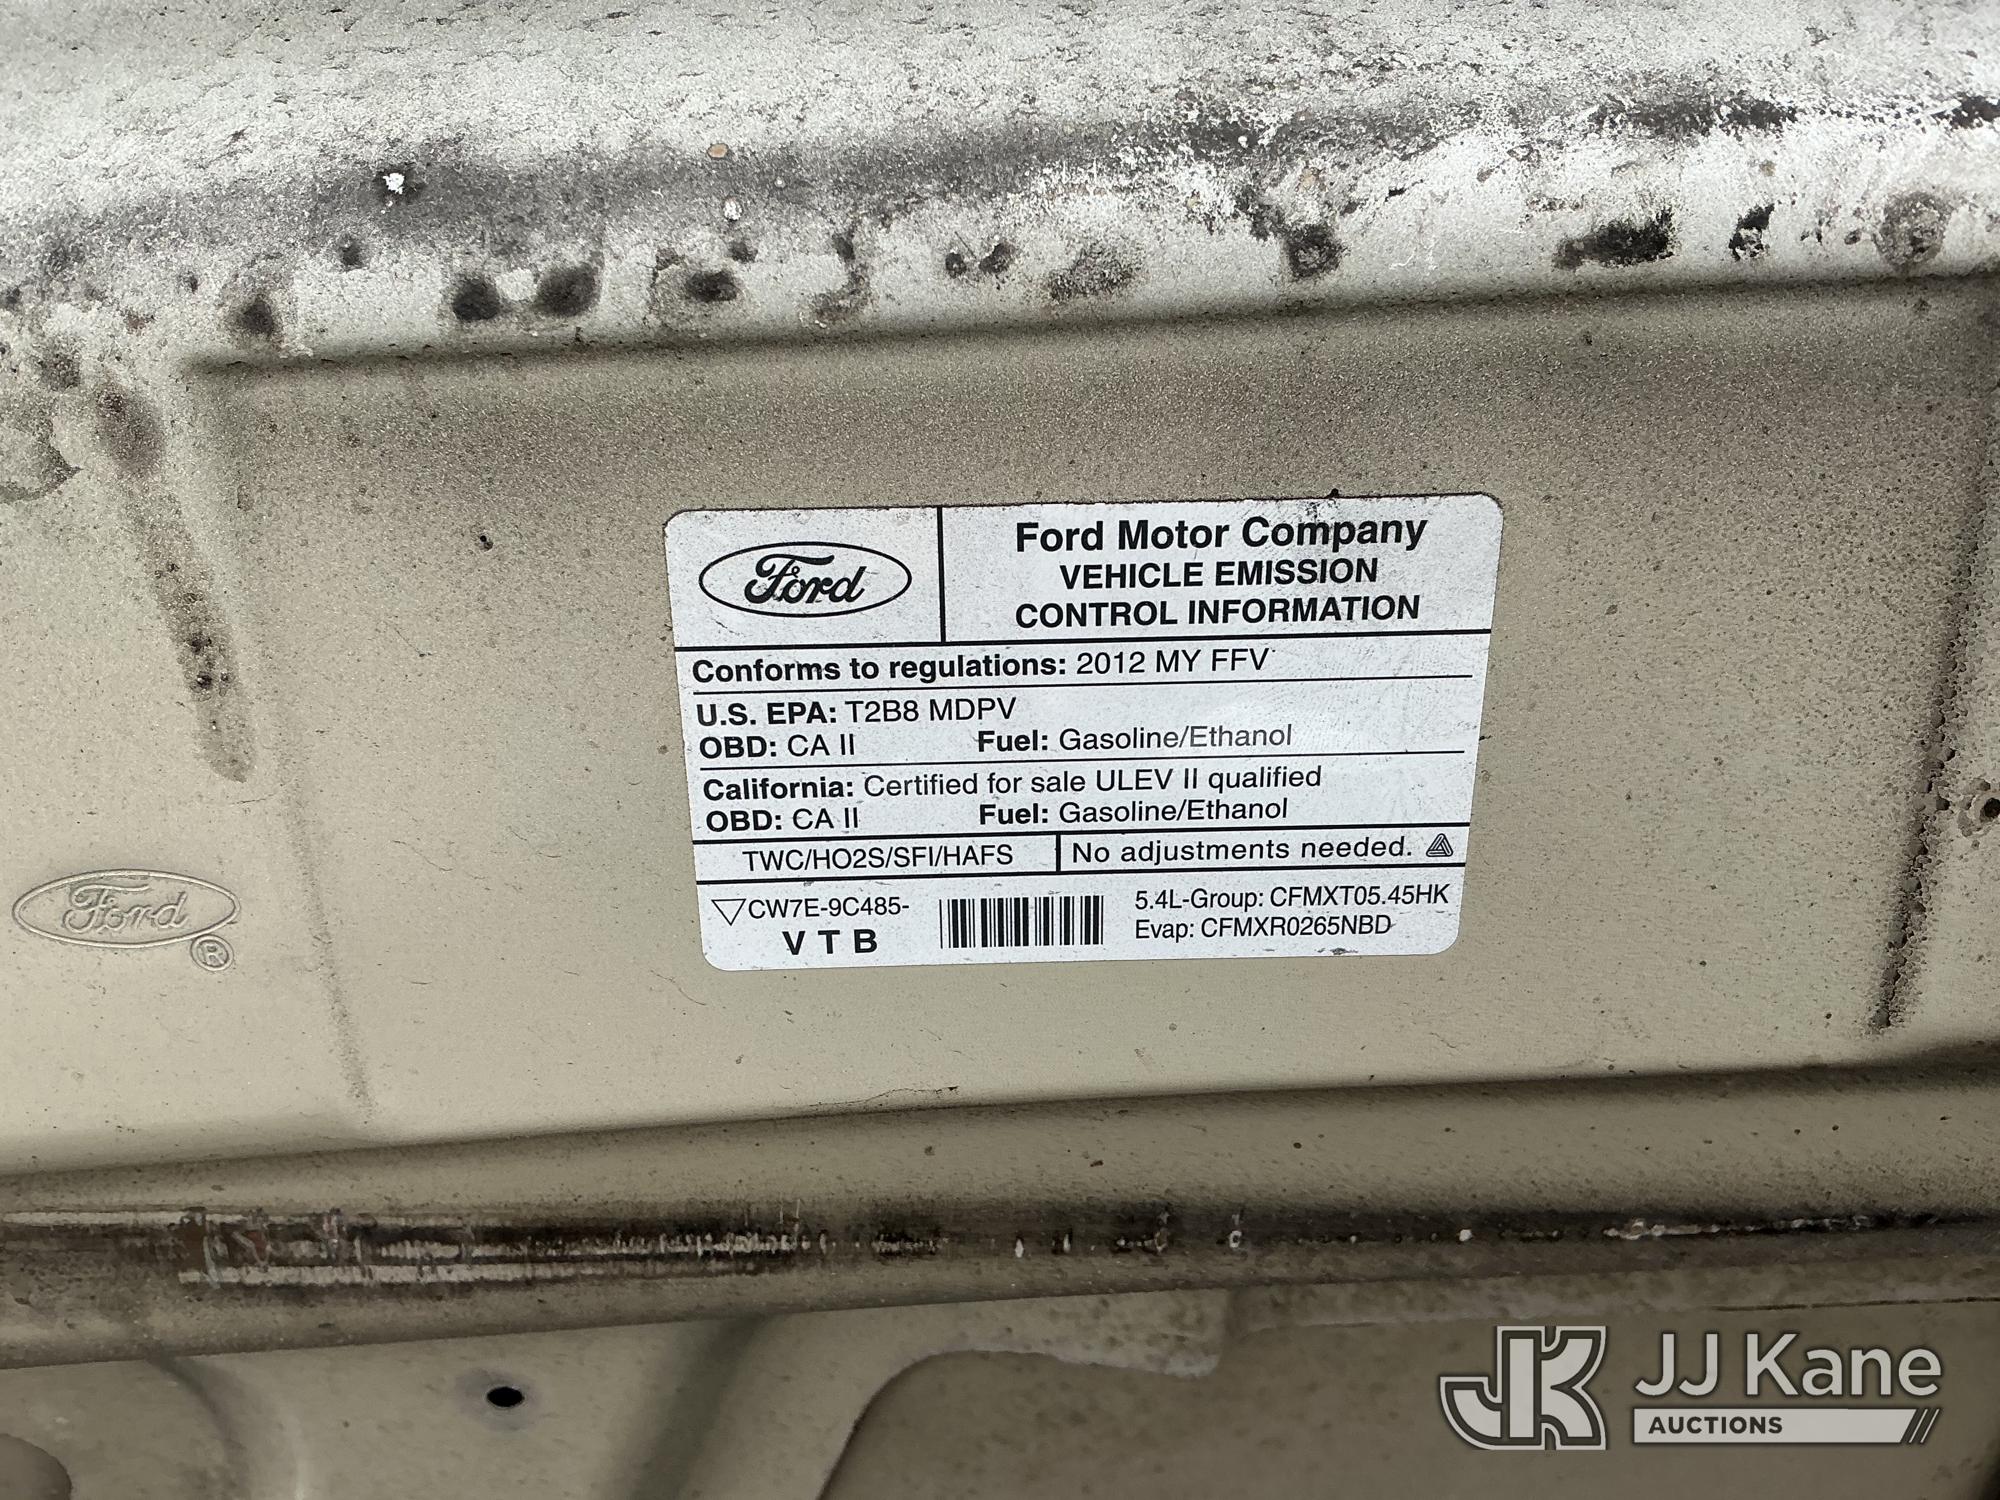 Ford
Ford Motor Company
VEHICLE EMISSION
CONTROL INFORMATION
Conforms to regulations: 2012 MY FFV
U.S. EPA: T2B8 MDPV
OBD: CA II Fuel: Gasoline/Ethanol
California: Certified for sale ULEV II qualified
OBD: CA II Fuel: Gasoline/Ethanol
TWC/HO2S/SFI/HAFS No adjustments needed.
CW7E-9C485-
V T B
5.4L-Group: CFMXT05.45HK
Evap: CFMXR0265NBD
Ford
®
JK
JJ Kane
AUCTIONS